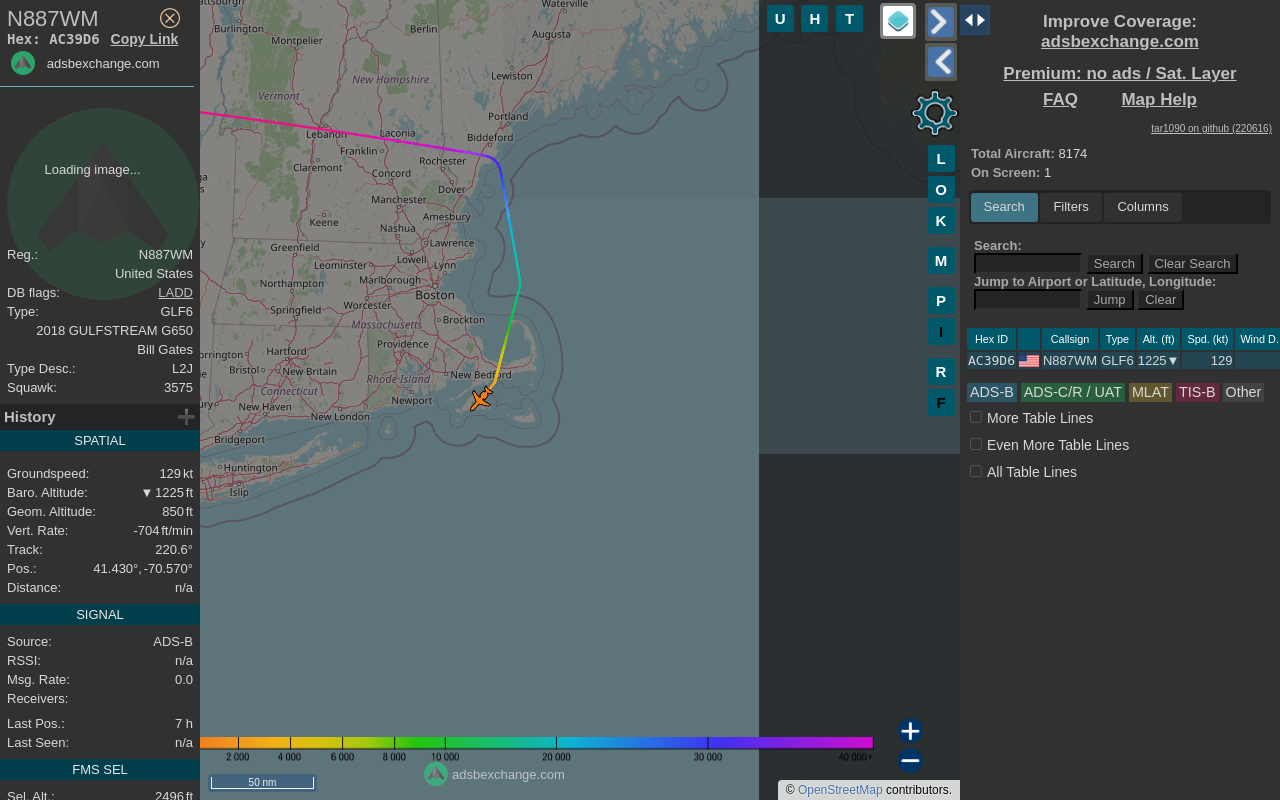 N887WM
Hex: AC39D6 Copy Link
adsbexchange.com
Loading image...
Reg.: N887WM
United States
DB flags: LADD
Type: GLF6
2018 GULFSTREAM G650
Bill Gates
Type Desc.: L2J
Squawk: 3575
History
SPATIAL
Groundspeed: 129 kt
Baro. Altitude: ▼ 1225 ft
Geom. Altitude: 850 ft
Vert. Rate: -704 ft/min
Track: 220.6°
Pos.: 41.430°, -70.570°
Distance: n/a
SIGNAL
Source: ADS-B
RSSI: n/a
Msg. Rate: 0.0
Receivers:
Last Pos.: 7 h
Last Seen: n/a
FMS SEL
Sel. Alt.: 2496 ft
Burlington
Berlin
Waterville
Montpelier
Augusta
New Hampshire
Lewiston
Vermont
Portland
Lebanon
Laconia
Biddeford
Franklin
Claremont
Rochester
Concord
Dover
Manchester
Amesbury
Keene
Nashua
Lawrence
Greenfield
Lowell
Leominster
Lynn
Northampton
Marlborough
Boston
Worcester
Springfield
Massachusetts
Brockton
Providence
Hartford
Bristol
New Britain
Rhode Island
New Bedford
Connecticut
Newport
New Haven
New London
Bridgeport
Huntington
Islip
U H T
L
O
K
M
P
I
R
F
2 000 4 000 6 000 8 000 10 000 20 000 30 000 40 000+
adsbexchange.com
50 nm
© OpenStreetMap contributors.
Improve Coverage:
adsbexchange.com
Premium: no ads / Sat. Layer
FAQ Map Help
tar1090 on github (220616)
Total Aircraft: 8174
On Screen: 1
Search Filters Columns
Search:
Search Clear Search
Jump to Airport or Latitude, Longitude:
Jump Clear
Hex ID Callsign Type Alt. (ft) Spd. (kt) Wind D.
AC39D6 N887WM GLF6 1225▼ 129
ADS-B ADS-C/R / UAT MLAT TIS-B Other
More Table Lines
Even More Table Lines
All Table Lines